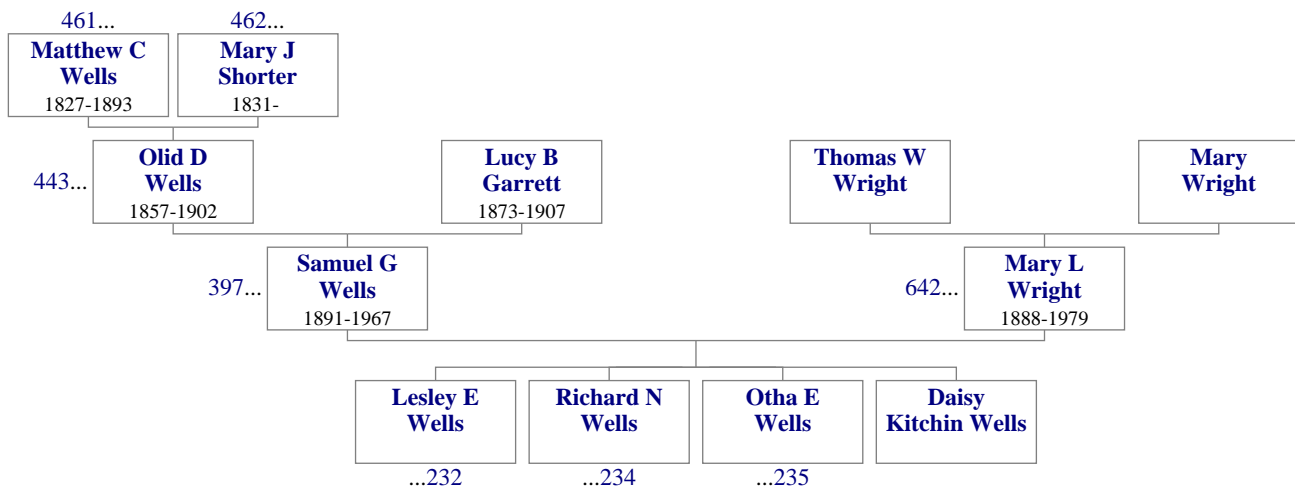 461...
462...
Matthew C
Wells
1827-1893
Mary J
Shorter
1831-
443...
Olid D
Wells
1857-1902
Lucy B
Garrett
1873-1907
Thomas W
Wright
Mary
Wright
397...
Samuel G
Wells
1891-1967
642...
Mary L
Wright
1888-1979
Lesley E
Wells
Richard N
Wells
Otha E
Wells
Daisy
Kitchin Wells
...232
...234
...235